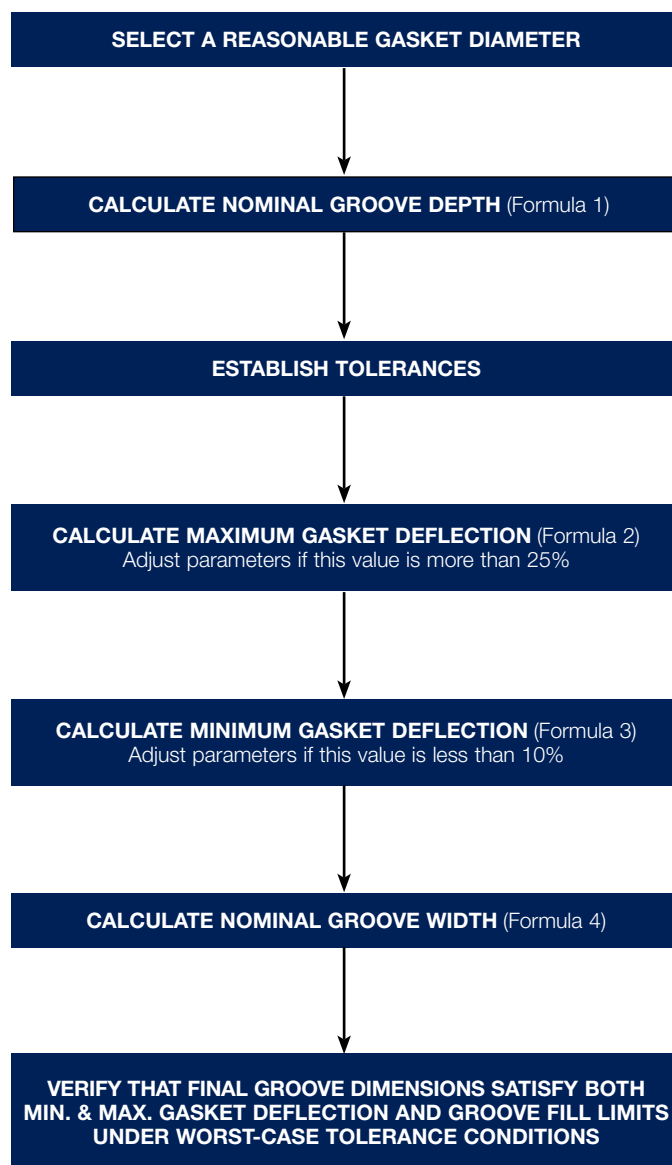 SELECT A REASONABLE GASKET DIAMETER
CALCULATE NOMINAL GROOVE DEPTH (Formula 1)
ESTABLISH TOLERANCES
CALCULATE MAXIMUM GASKET DEFLECTION (Formula 2)
Adjust parameters if this value is more than 25%
CALCULATE MINIMUM GASKET DEFLECTION (Formula 3)
Adjust parameters if this value is less than 10%
CALCULATE NOMINAL GROOVE WIDTH (Formula 4)
VERIFY THAT FINAL GROOVE DIMENSIONS SATISFY BOTH
MIN. & MAX. GASKET DEFLECTION AND GROOVE FILL LIMITS
UNDER WORST-CASE TOLERANCE CONDITIONS